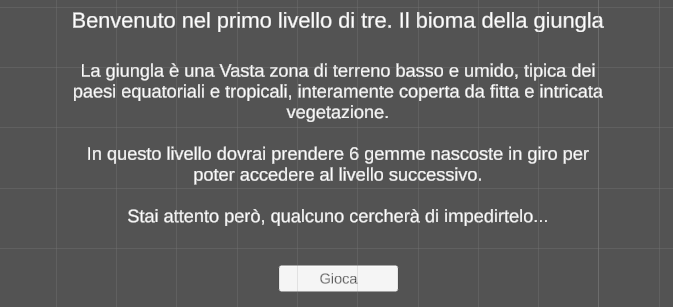 Benvenuto nel primo livello di tre. Il bioma della giungla
La giungla è una Vasta zona di terreno basso e umido, tipica dei
paesi equatoriali e tropicali, interamente coperta da fitta e intricata
vegetazione.
In questo livello dovrai prendere 6 gemme nascoste in giro per
poter accedere al livello successivo.
Stai attento però, qualcuno cercherà di impedirtelo...
Gioca